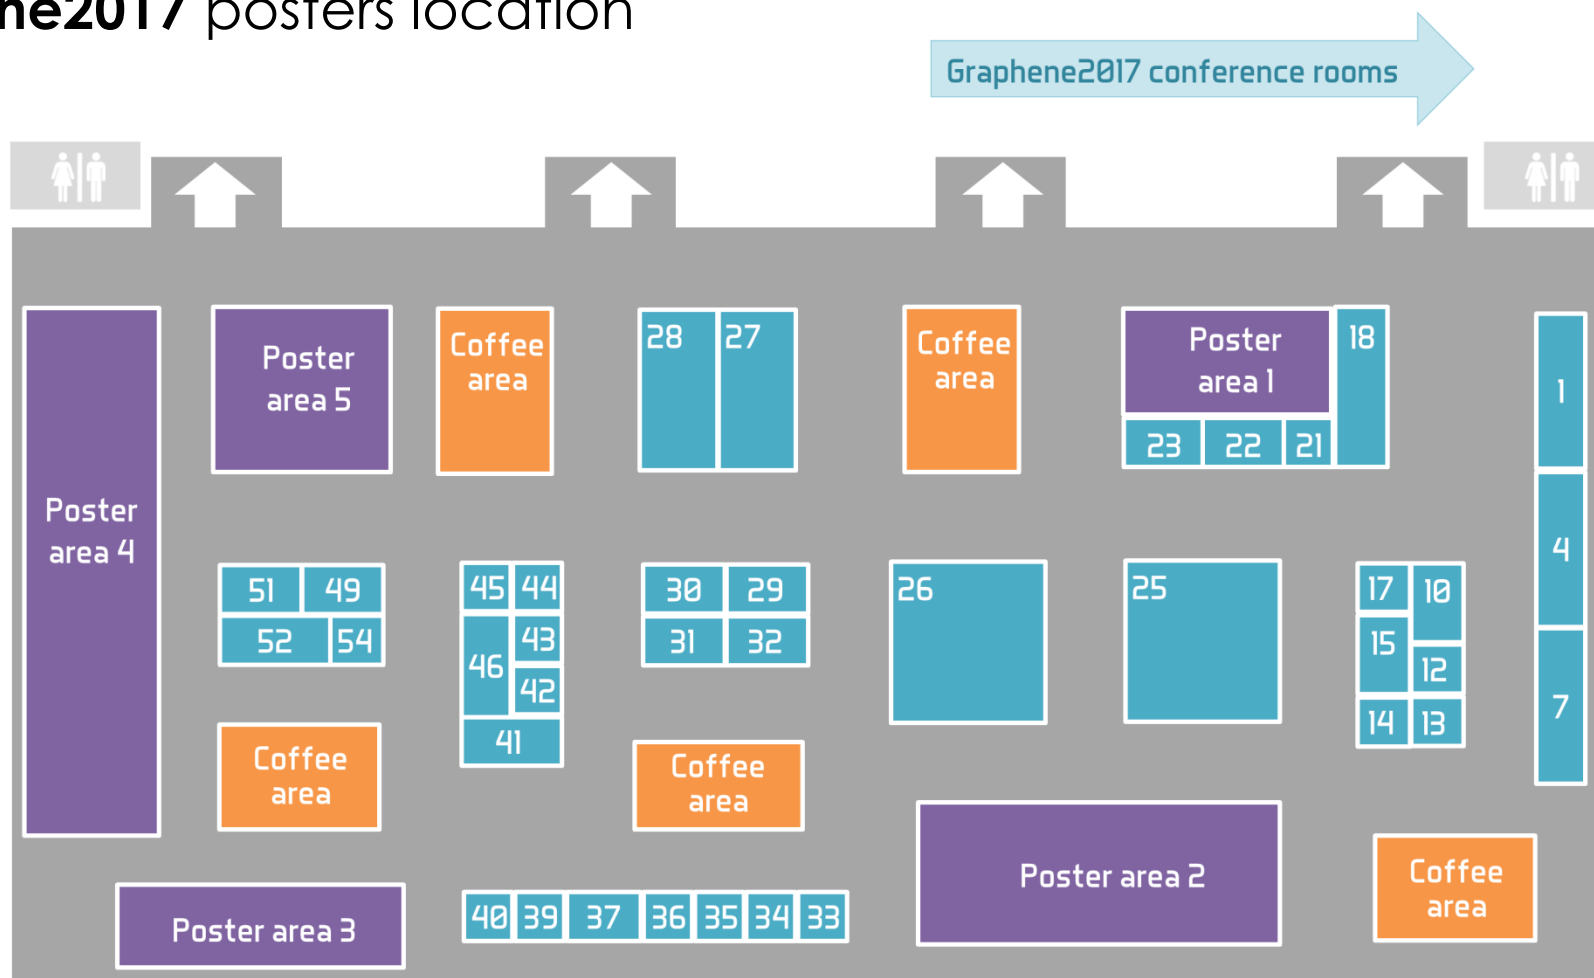 ne2017 posters location
Graphene2017 conference rooms
Poster
area 4
Poster
area 5
Coffee
area
28
27
Coffee
area
Poster
area 1
18
23
22
21
1
4
7
51
49
52
54
45
44
43
46
42
41
30
29
31
32
26
25
17
10
15
12
14
13
Coffee
area
Coffee
area
Poster area 2
Coffee
area
Poster area 3
40
39
37
36
35
34
33